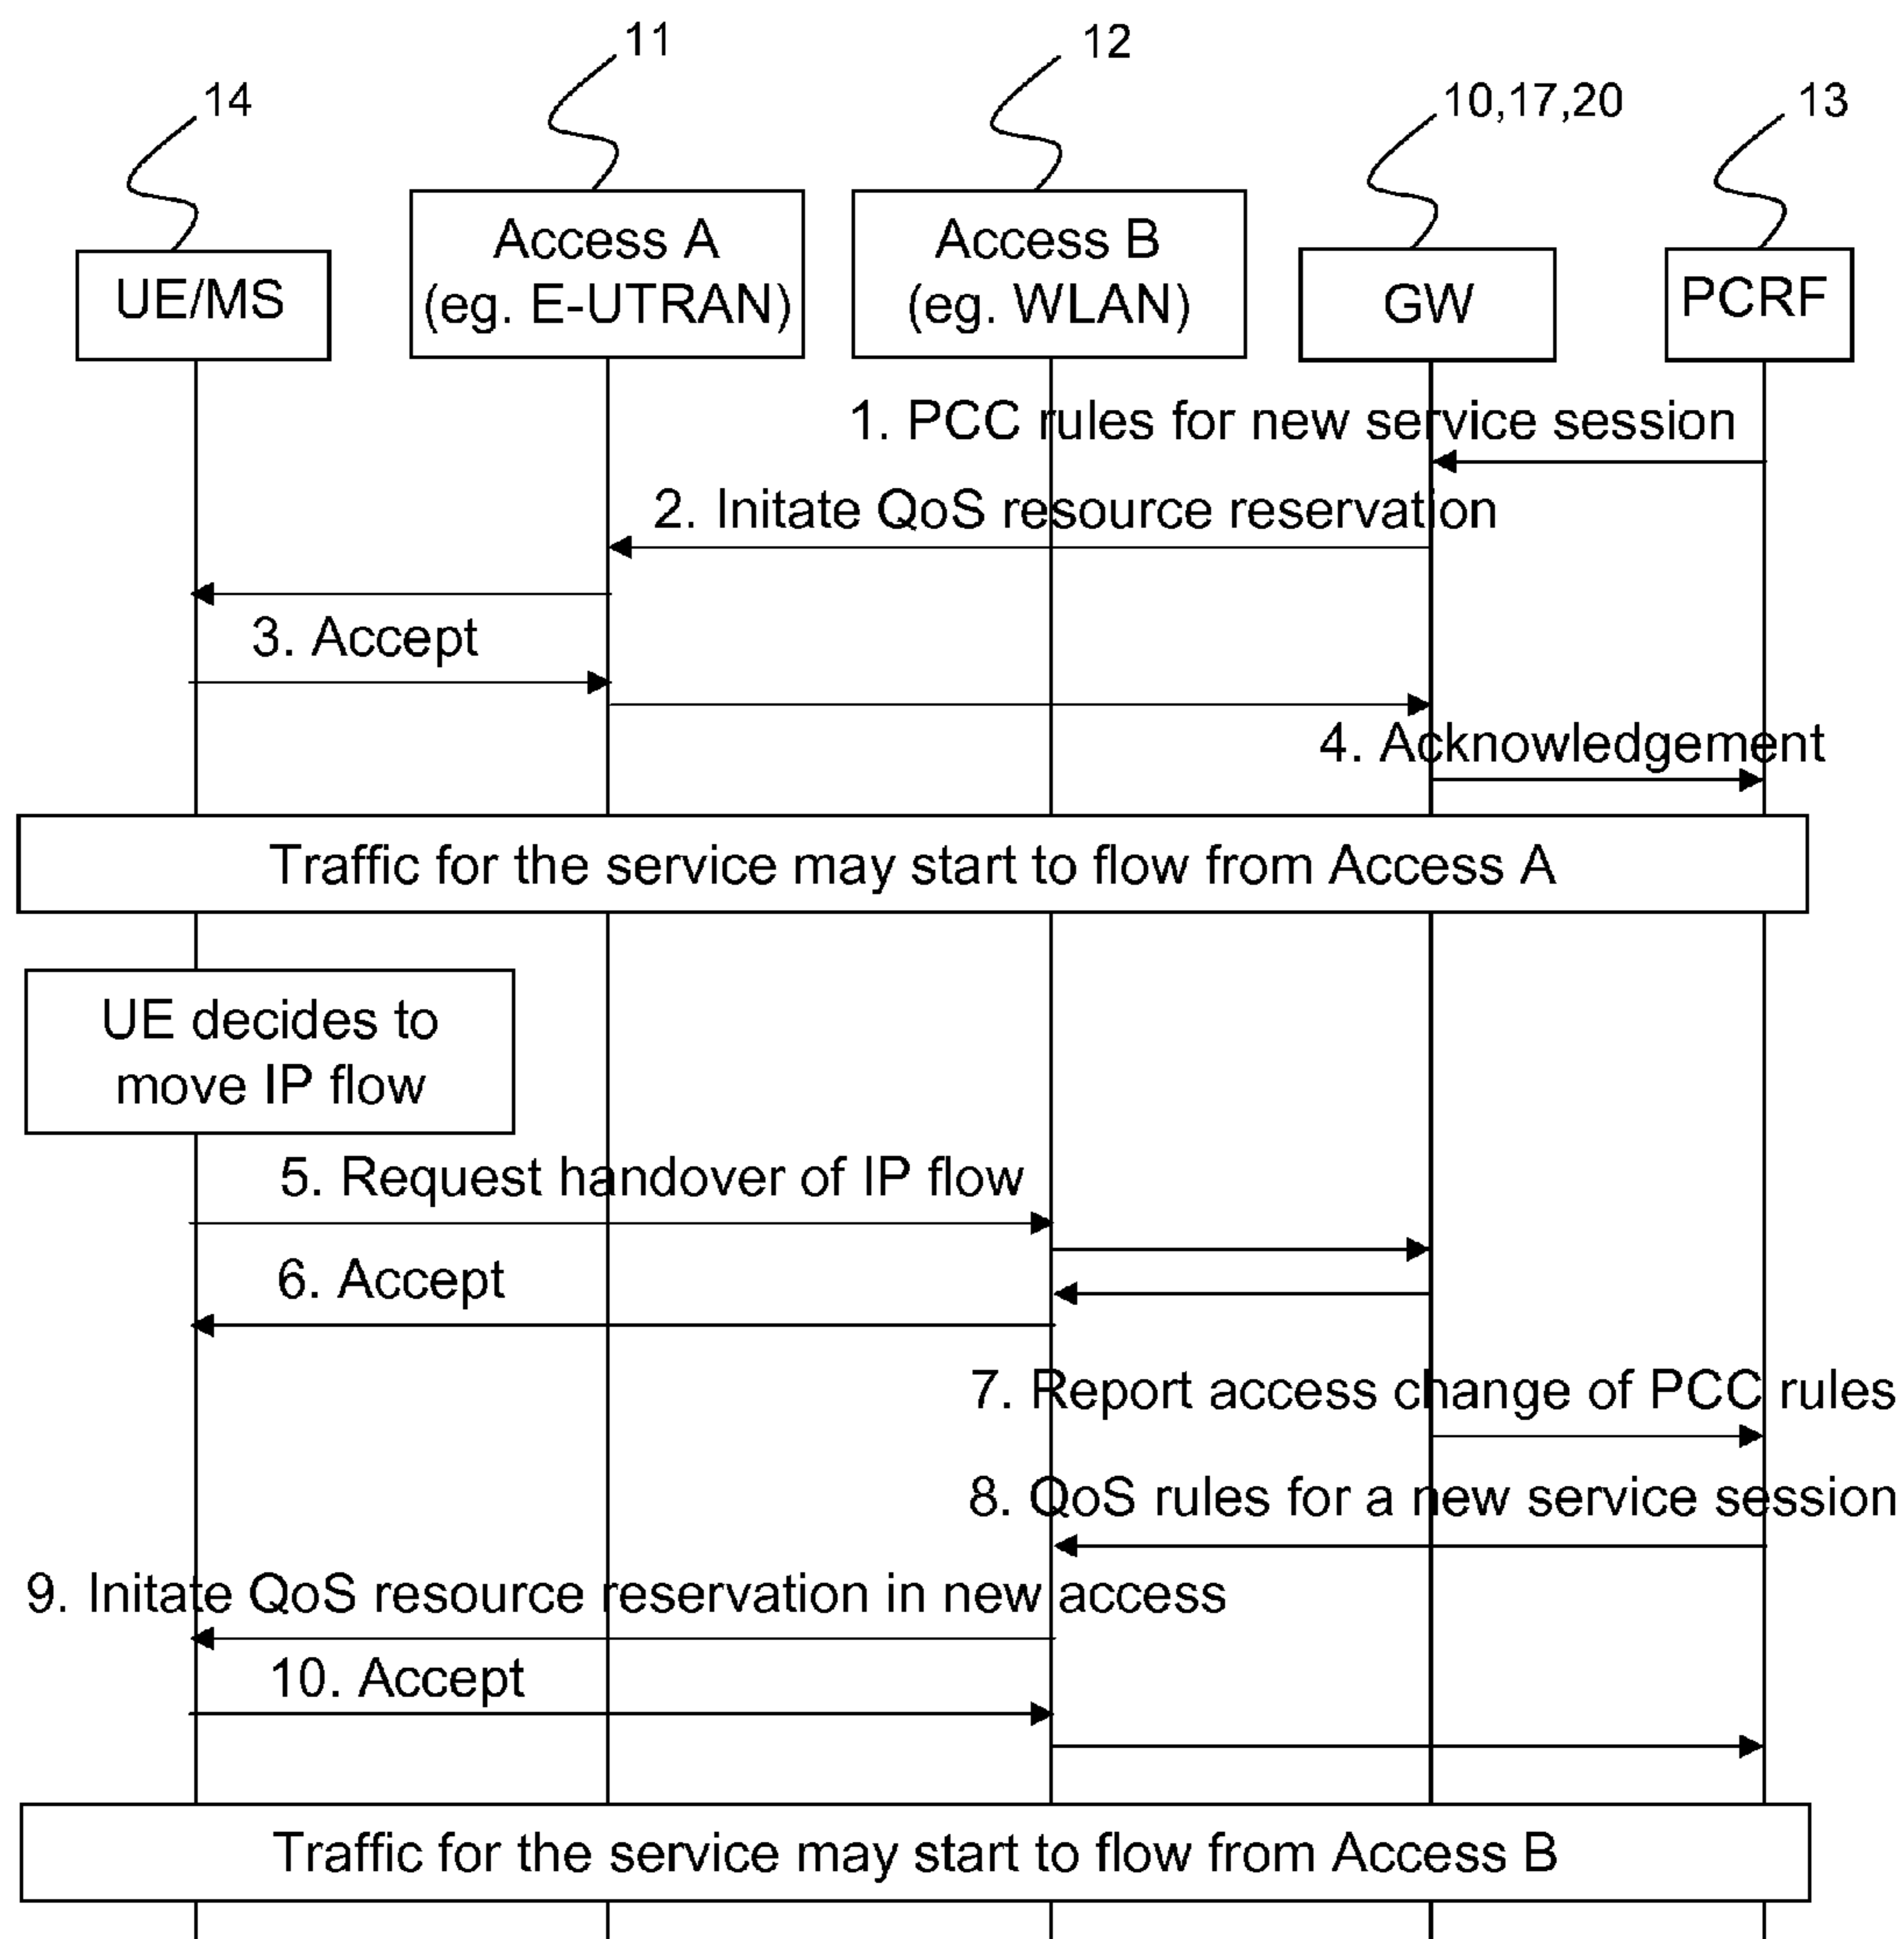 11
12
14
10,17,20
13
Access A
(eg. E-UTRAN)
Access B
(eg. WLAN)
UE/MS
GW
PCRF
1. PCC rules for new service session
2. Initate QoS resource reservation
3. Accept
4. Acknowledgement
Traffic for the service may start to flow from Access A
UE decides to
move IP flow
5. Request handover of IP flow
6. Accept
7. Report access change of PCC rules
8. QoS rules for a new service session
9. Initate QoS resource reservation in new access
10. Accept
Traffic for the service may start to flow from Access B